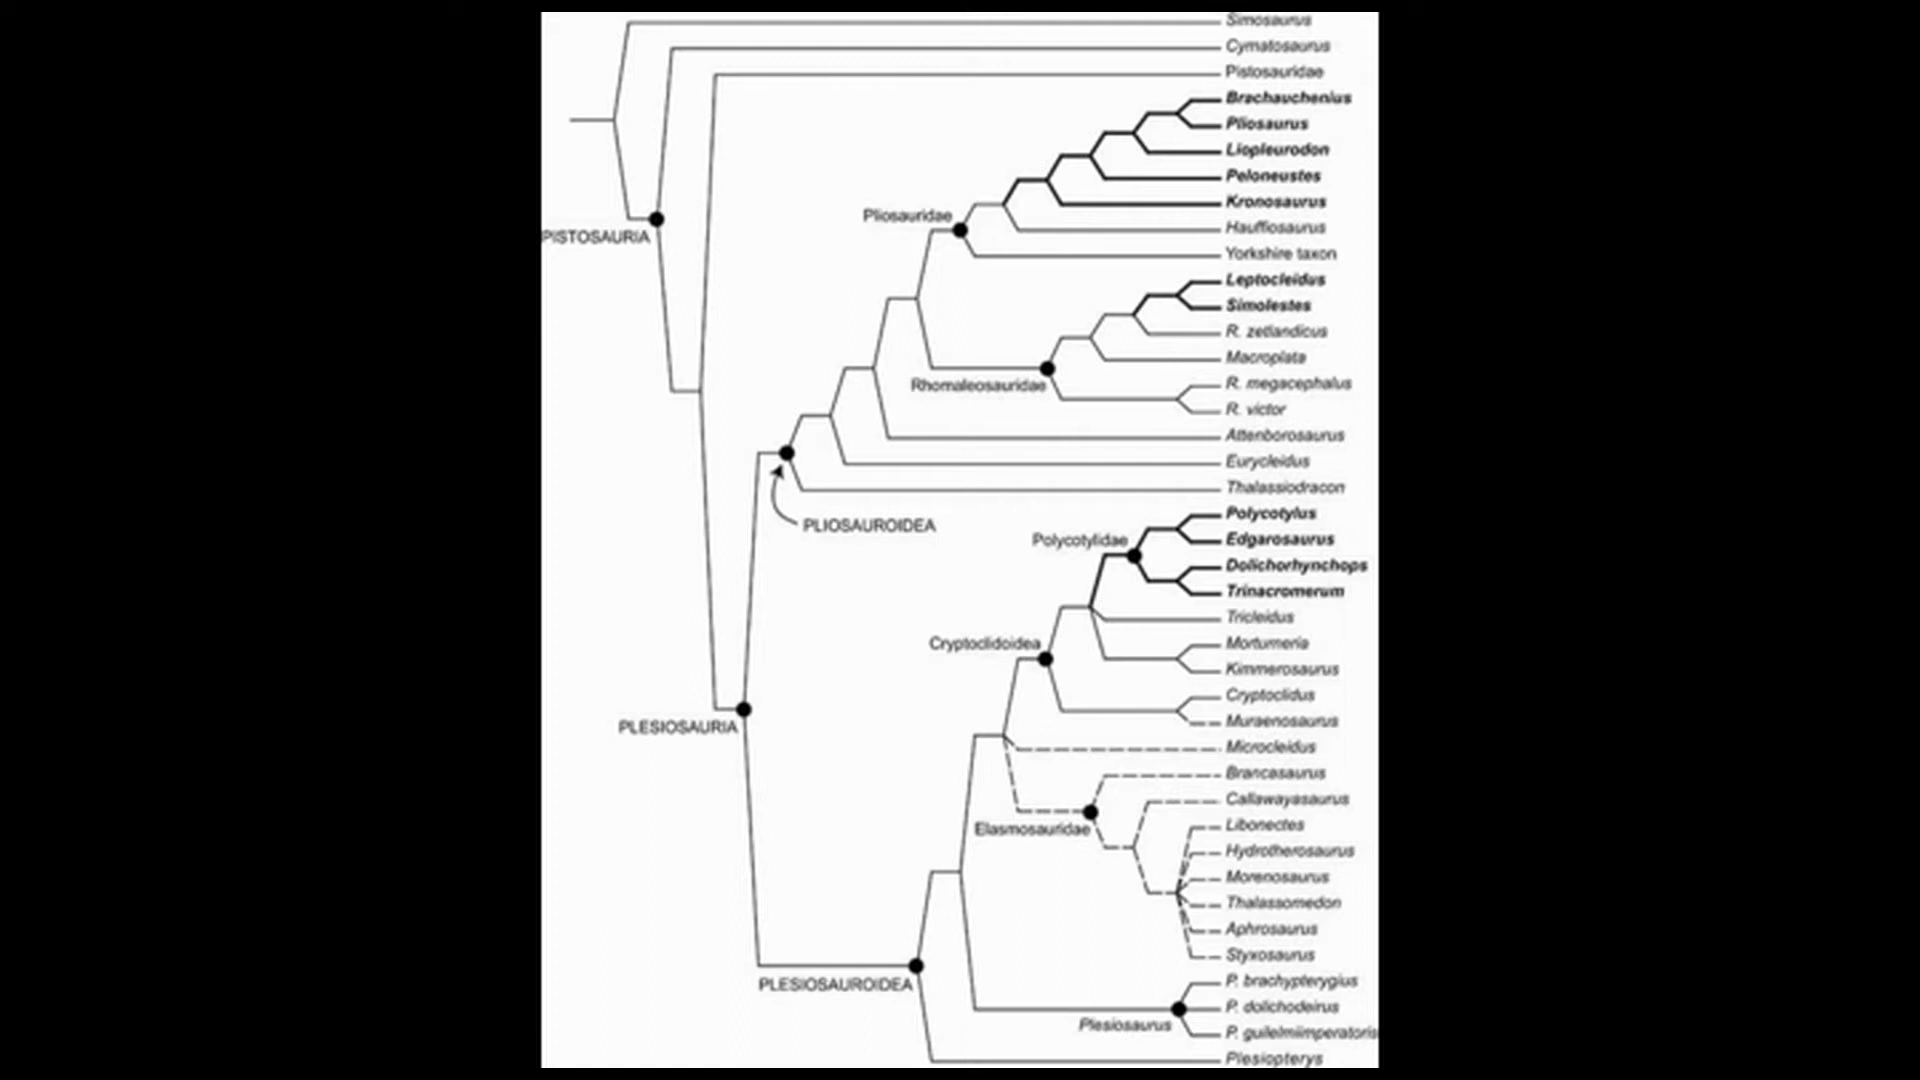 Simosaurus
Cymatosaurus
Pistosauridae
Brachauchenius
Pliosaurus
Liopleurodon
Peloneustes
Kronosaurus
Pliosauridae
Hauffiosaurus
PISTOSAURIA
Yorkshire taxon
Leptocleidus
Simolestes
R. zetlandicus
Macroplata
Rhomaleosauridae
R. megacephalus
R. victor
Attenborosaurus
Eurycleidus
Thalassiodracon
PLIOSAUROIDEA
Polycotylus
Polycotylidae
Edgarosaurus
Dolichorhynchops
Trinacromerum
Tricleidus
Cryptoclidoidea
Morturneria
Kimmerosaurus
Cryptoclidus
PLESIOSAURIA
Muraenosaurus
Microcleidus
Brancasaurus
Callawayasaurus
Elasmosauridae
Libonectes
Hydrotherosaurus
Morenosaurus
Thalassomedon
Aphrosaurus
Styxosaurus
PLESIOSAUROIDEA
P. brachypterygius
P. dolichodeirus
Plesiosaurus
P. guilelmiimperatoris
Plesiopterys